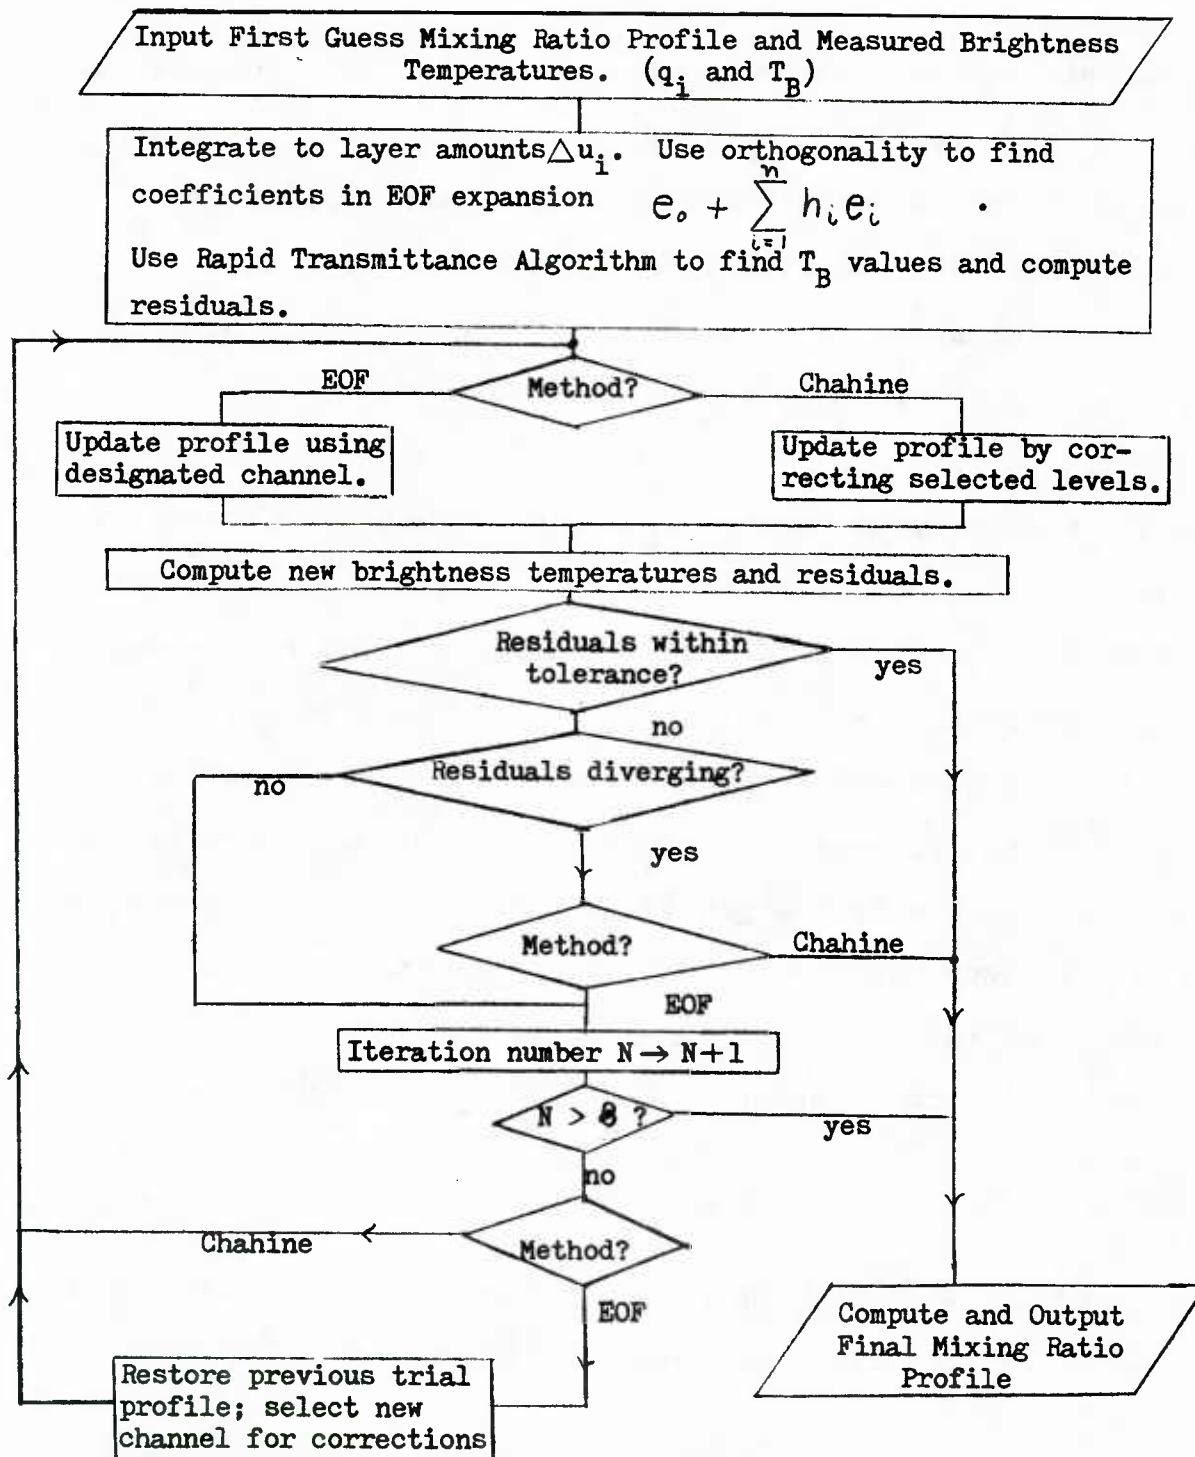 Input First Guess Mixing Ratio Profile and Measured Brightness
Temperatures. (q_i and T_B)
Integrate to layer amounts △u_i. Use orthogonality to find
coefficients in EOF expansion e_o + \sum_{i=1}^{n} h_i e_i .
Use Rapid Transmittance Algorithm to find T_B values and compute
residuals.
Method?
EOF
Chahine
Update profile using
designated channel.
Update profile by cor-
recting selected levels.
Compute new brightness temperatures and residuals.
Residuals within
tolerance?
yes
no
Residuals diverging?
no
yes
Method?
Chahine
EOF
Iteration number N → N+1
N > 8 ?
yes
no
Method?
Chahine
EOF
Restore previous trial
profile; select new
channel for corrections
Compute and Output
Final Mixing Ratio
Profile